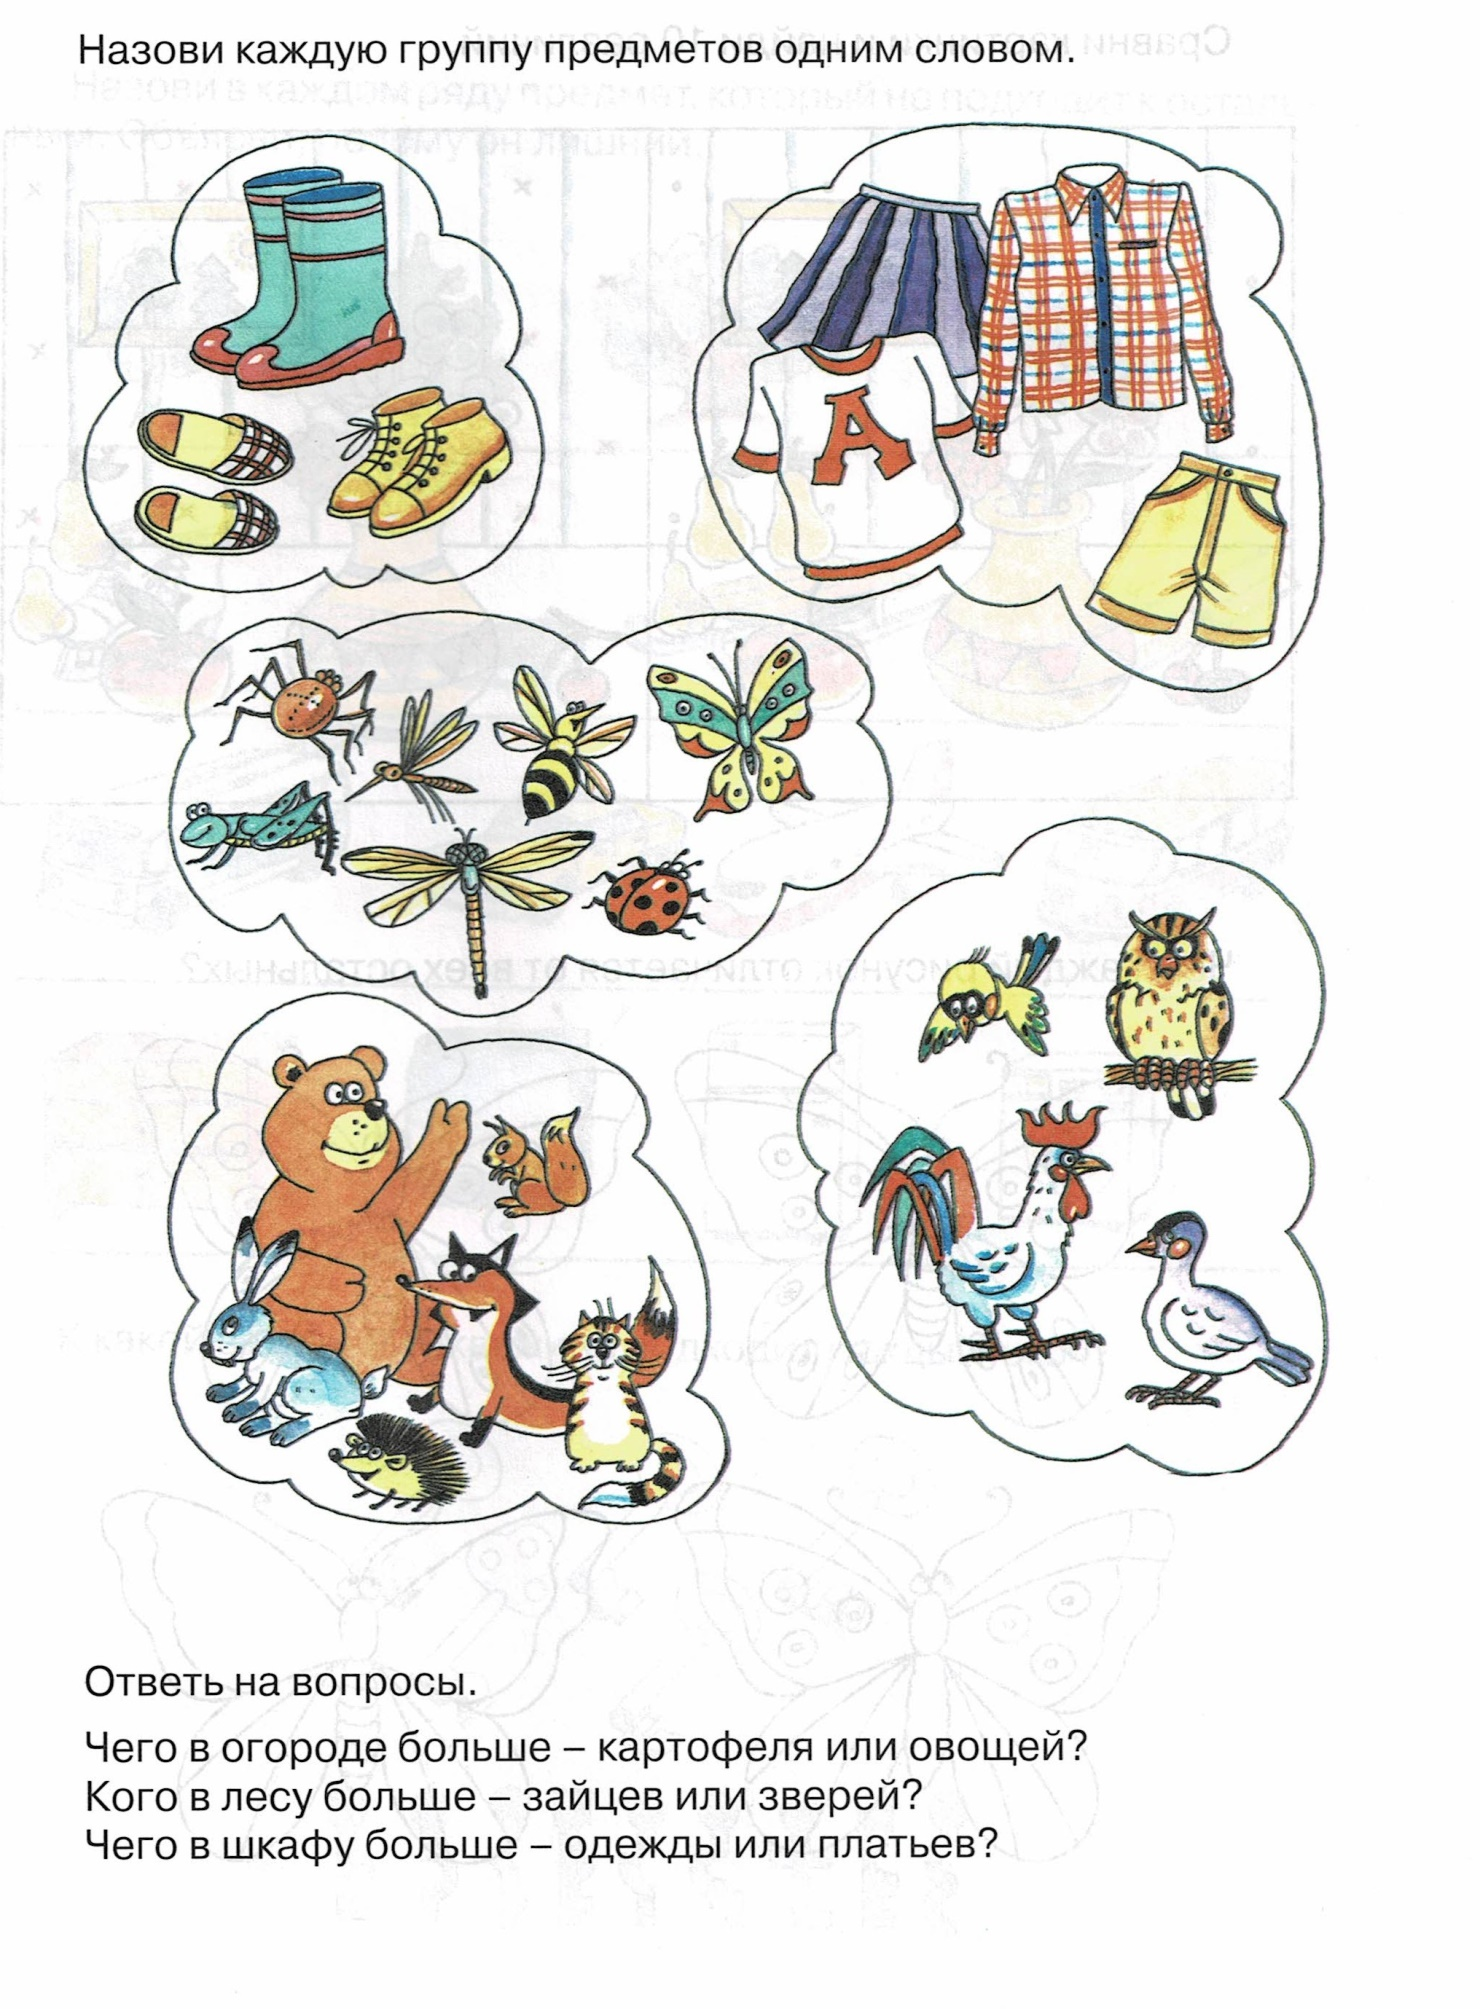 Назови каждую группу предметов одним словом.
A
Ответь на вопросы.
Чего в огороде больше – картофеля или овощей?
Кого в лесу больше – зайцев или зверей?
Чего в шкафу больше – одежды или платьев?